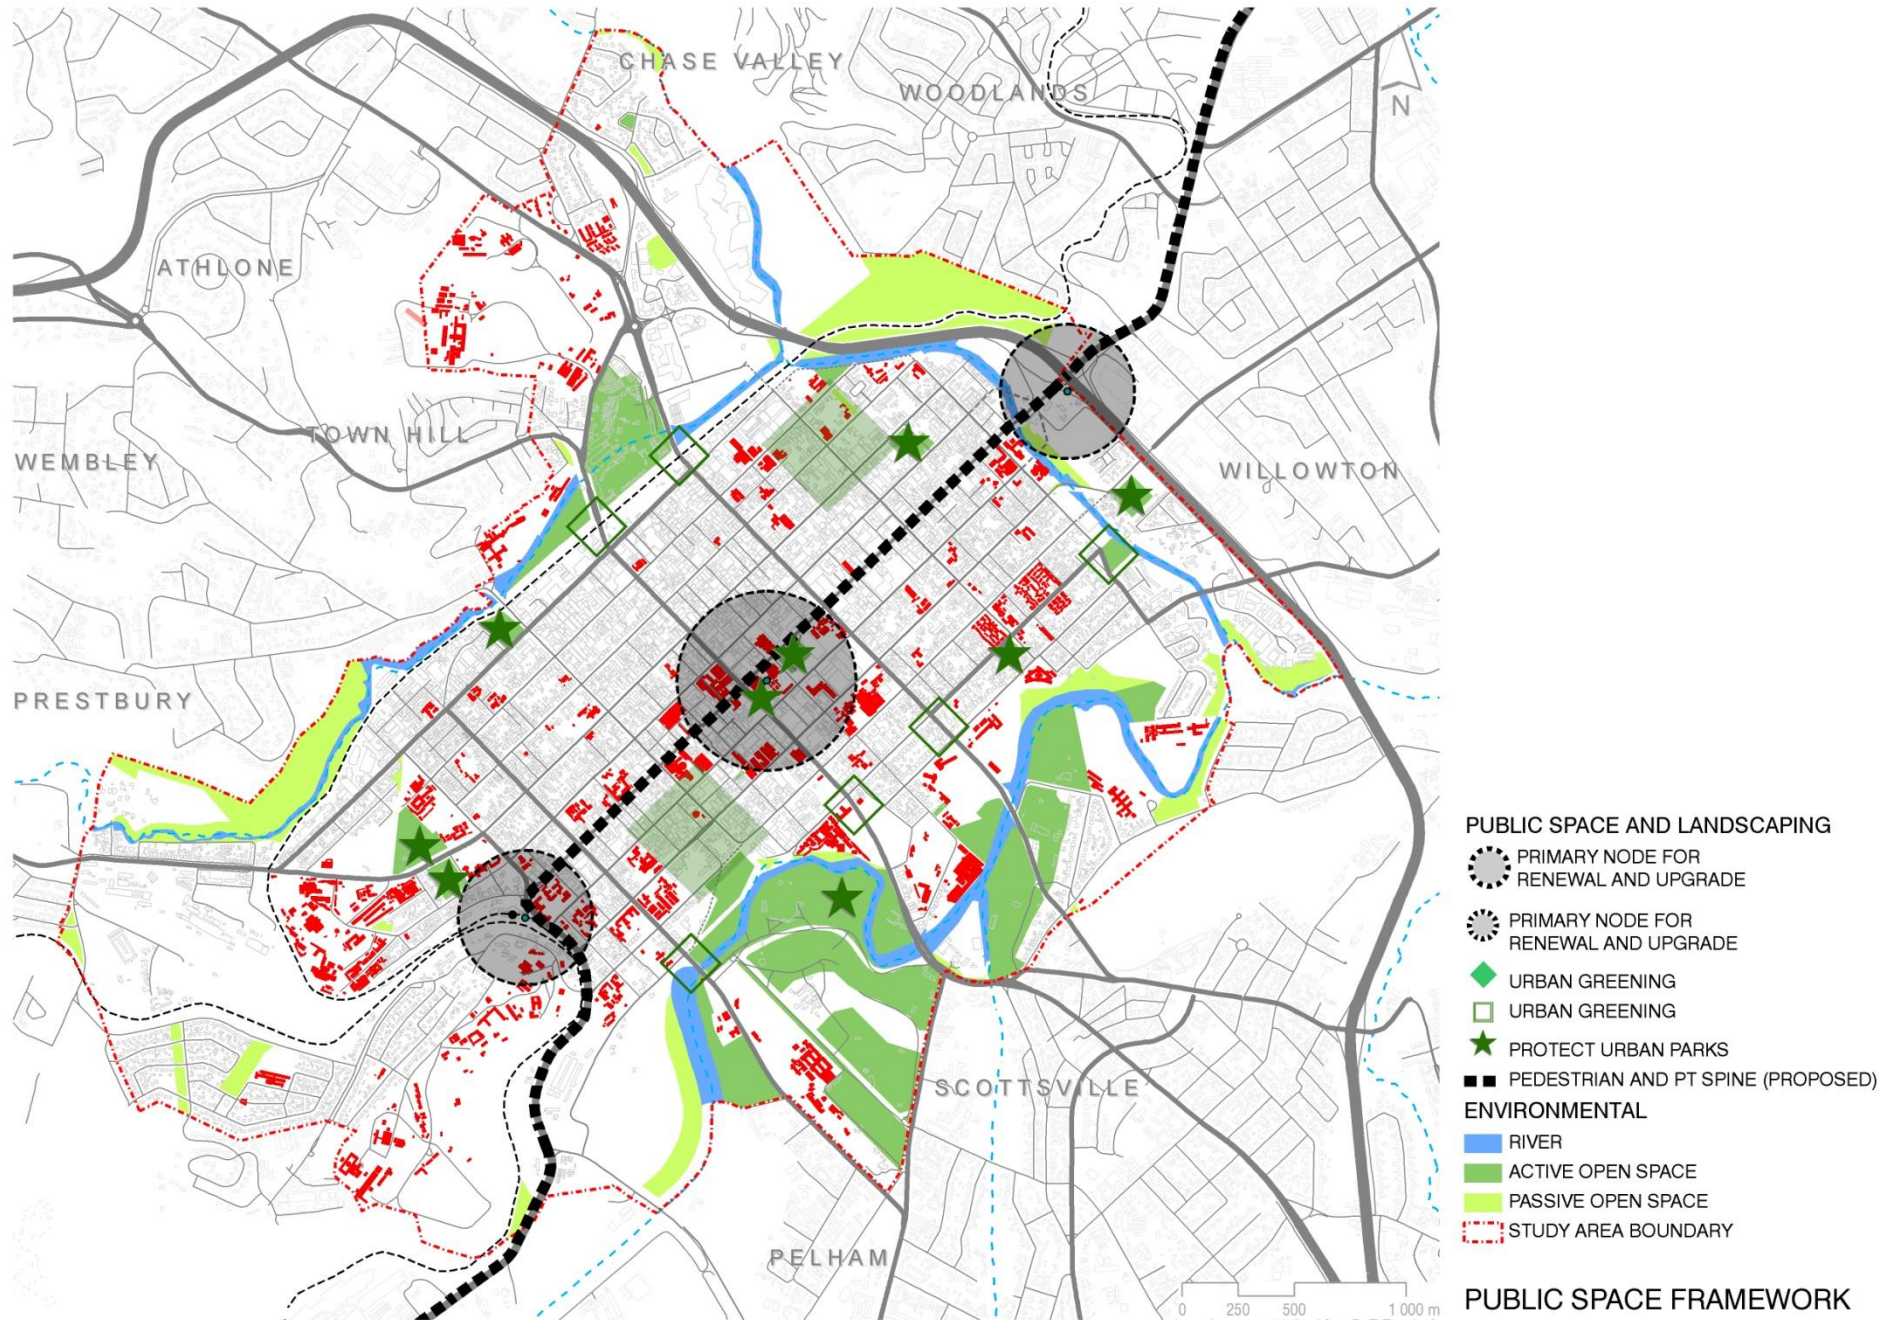 CHASE VALLEY
WOODLANDS
N
ATHLONE
TOWN HILL
WEMBLEY
WILLOWTON
PRESTBURY
SCOTTSVILLE
PELHAM
0 250 500 1 000 m
PUBLIC SPACE AND LANDSCAPING
PRIMARY NODE FOR
RENEWAL AND UPGRADE
PRIMARY NODE FOR
RENEWAL AND UPGRADE
URBAN GREENING
URBAN GREENING
PROTECT URBAN PARKS
PEDESTRIAN AND PT SPINE (PROPOSED)
ENVIRONMENTAL
RIVER
ACTIVE OPEN SPACE
PASSIVE OPEN SPACE
STUDY AREA BOUNDARY
PUBLIC SPACE FRAMEWORK